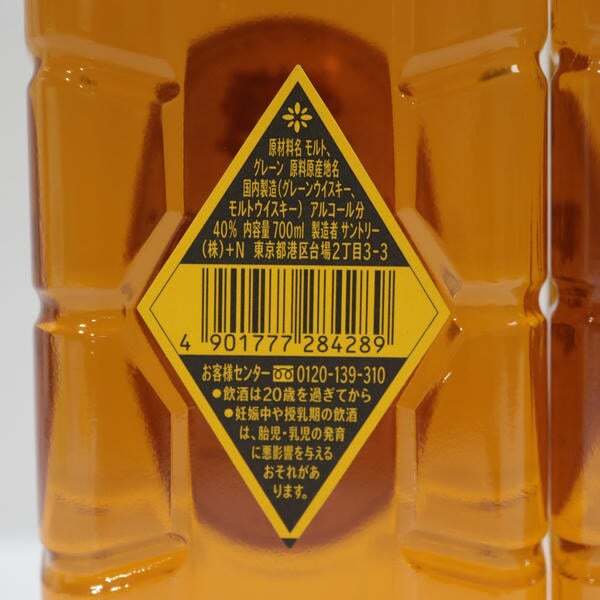 原材料名 モルト、
グレーン 原料原産地名
国内製造(グレーンウイスキー、
モルトウイスキー) アルコール分
40% 内容量700ml 製造者 サントリー
(株)+N 東京都港区台場2丁目3-3
4 901777 284289
お客様センター 0120-139-310
●飲酒は20歳を過ぎてから
●妊娠中や授乳期の飲酒
は、胎児・乳児の発育
に悪影響を与える
おそれがあ
ります。